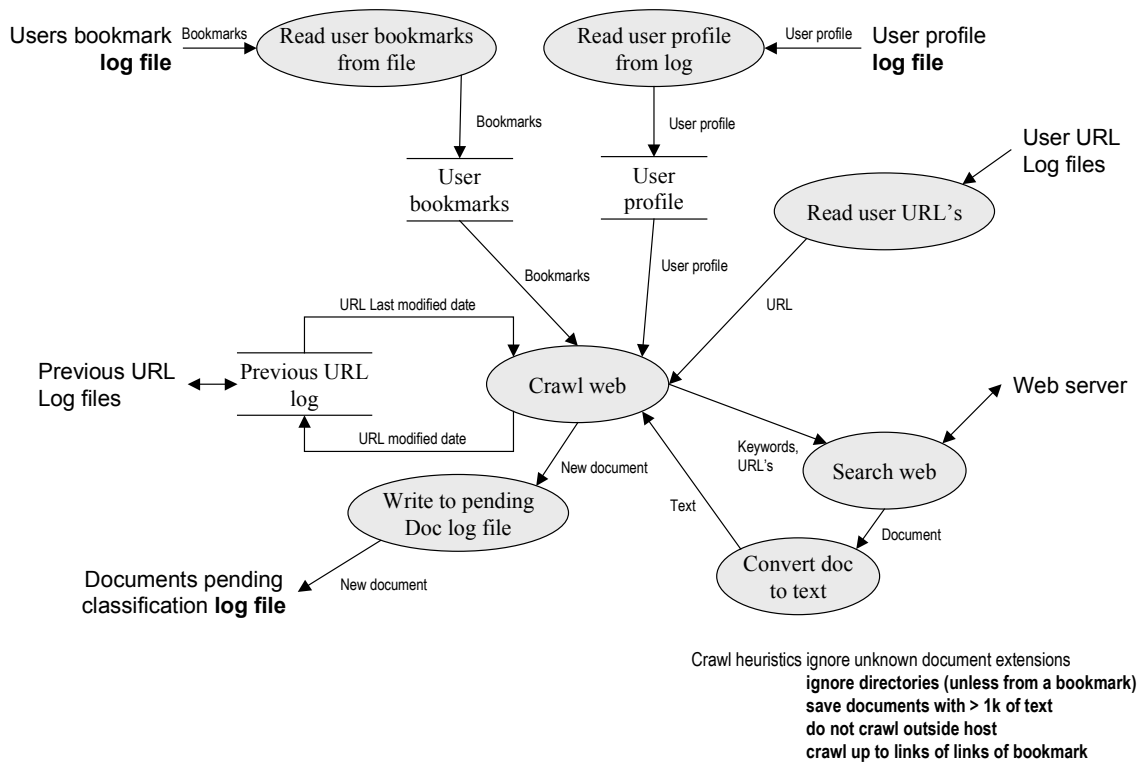 Users bookmark
log file
Bookmarks
Read user bookmarks
from file
Read user profile
from log
User profile
User profile
log file
Bookmarks
User profile
User URL
Log files
User
bookmarks
User
profile
Read user URL's
Bookmarks
User profile
URL
URL Last modified date
Previous URL
Log files
Previous URL
log
Crawl web
Web server
URL modified date
Keywords,
URL's
Search web
New document
Write to pending
Doc log file
Text
Document
Convert doc
to text
Documents pending
classification log file
New document
Crawl heuristics ignore unknown document extensions
ignore directories (unless from a bookmark)
save documents with > 1k of text
do not crawl outside host
crawl up to links of links of bookmark